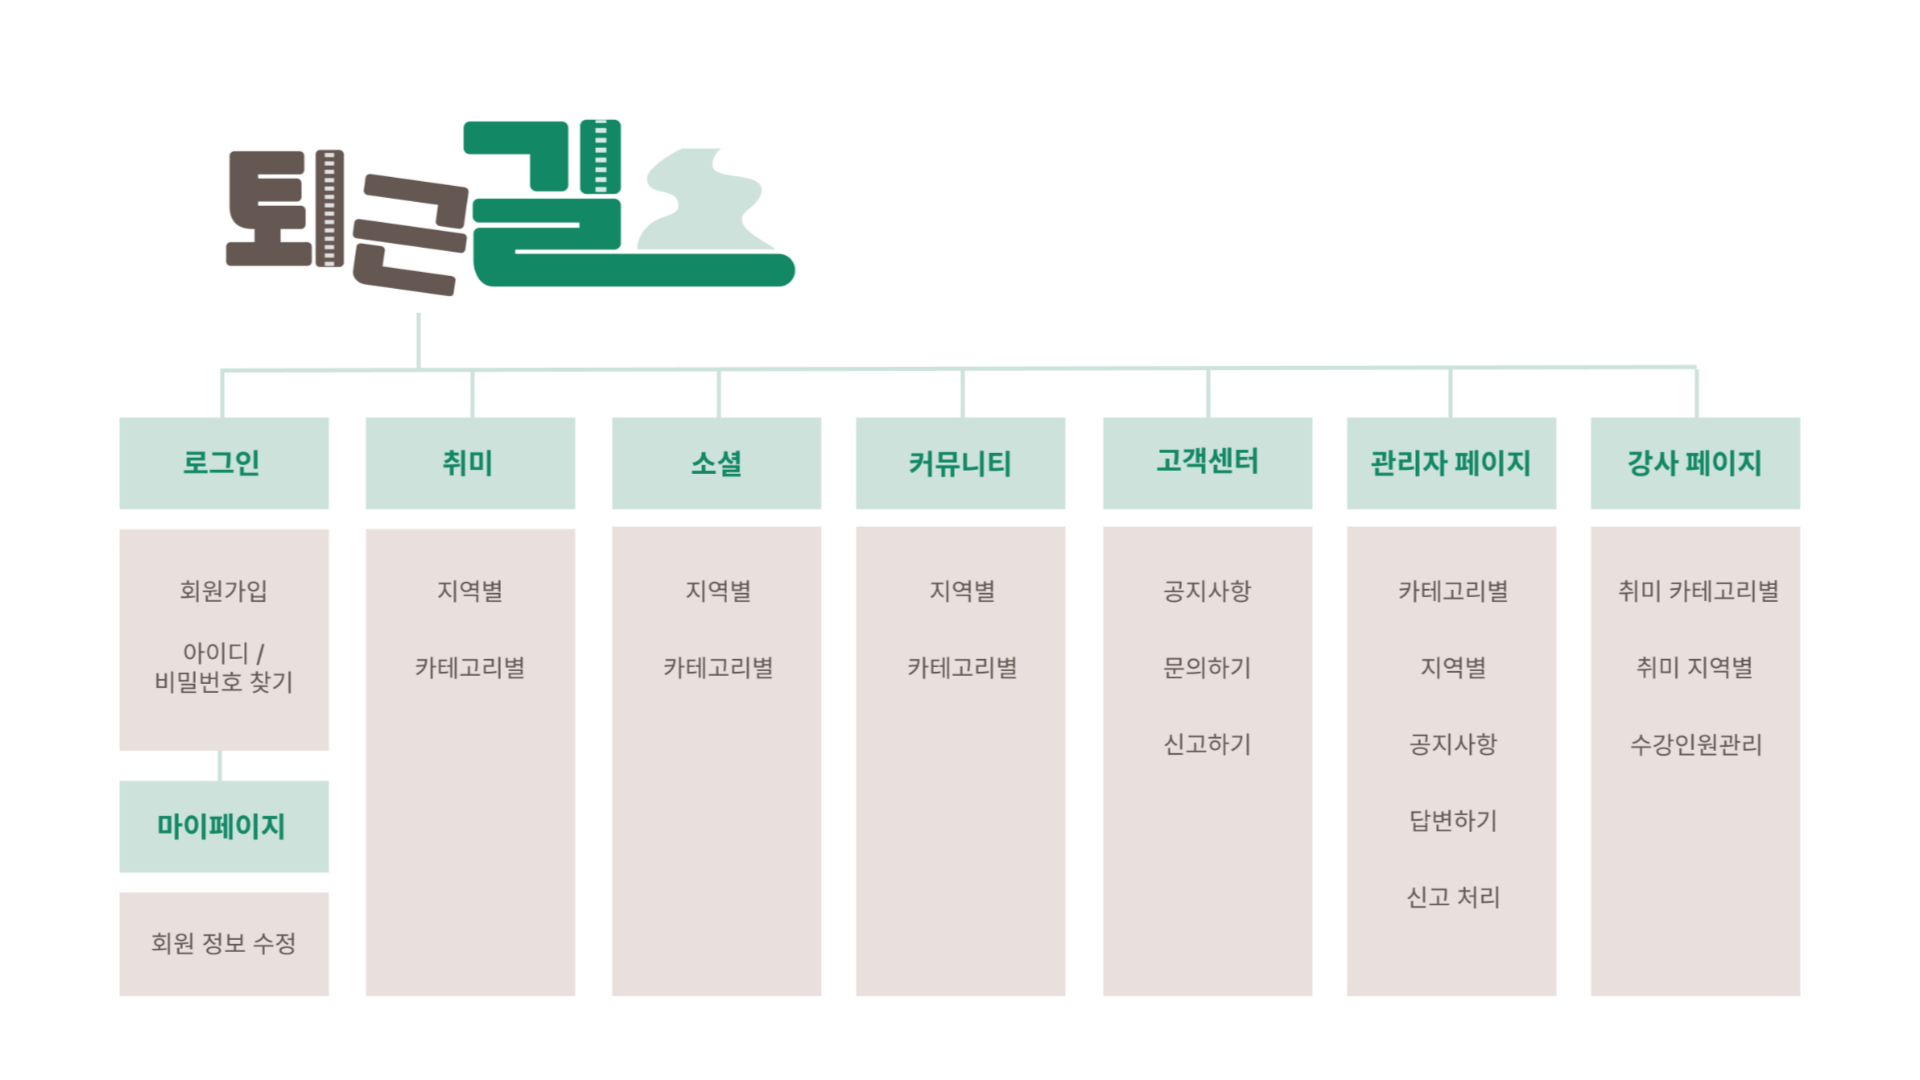 퇴근길
로그인
취미
소셜
커뮤니티
고객센터
관리자 페이지
강사 페이지
회원가입
아이디 /
비밀번호 찾기
마이페이지
회원 정보 수정
지역별
카테고리별
지역별
카테고리별
지역별
카테고리별
공지사항
문의하기
신고하기
카테고리별
지역별
공지사항
답변하기
신고 처리
취미 카테고리별
취미 지역별
수강인원관리